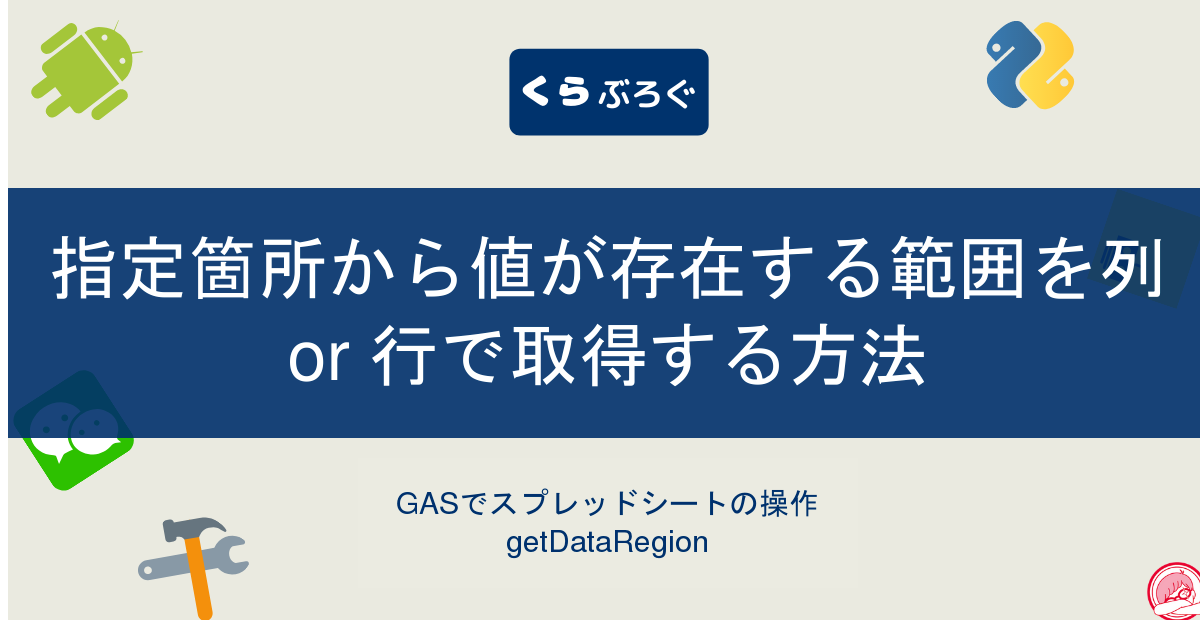 くらぶろぐ
指定箇所から値が存在する範囲を列
or 行で取得する方法
GASでスプレッドシートの操作
getDataRegion